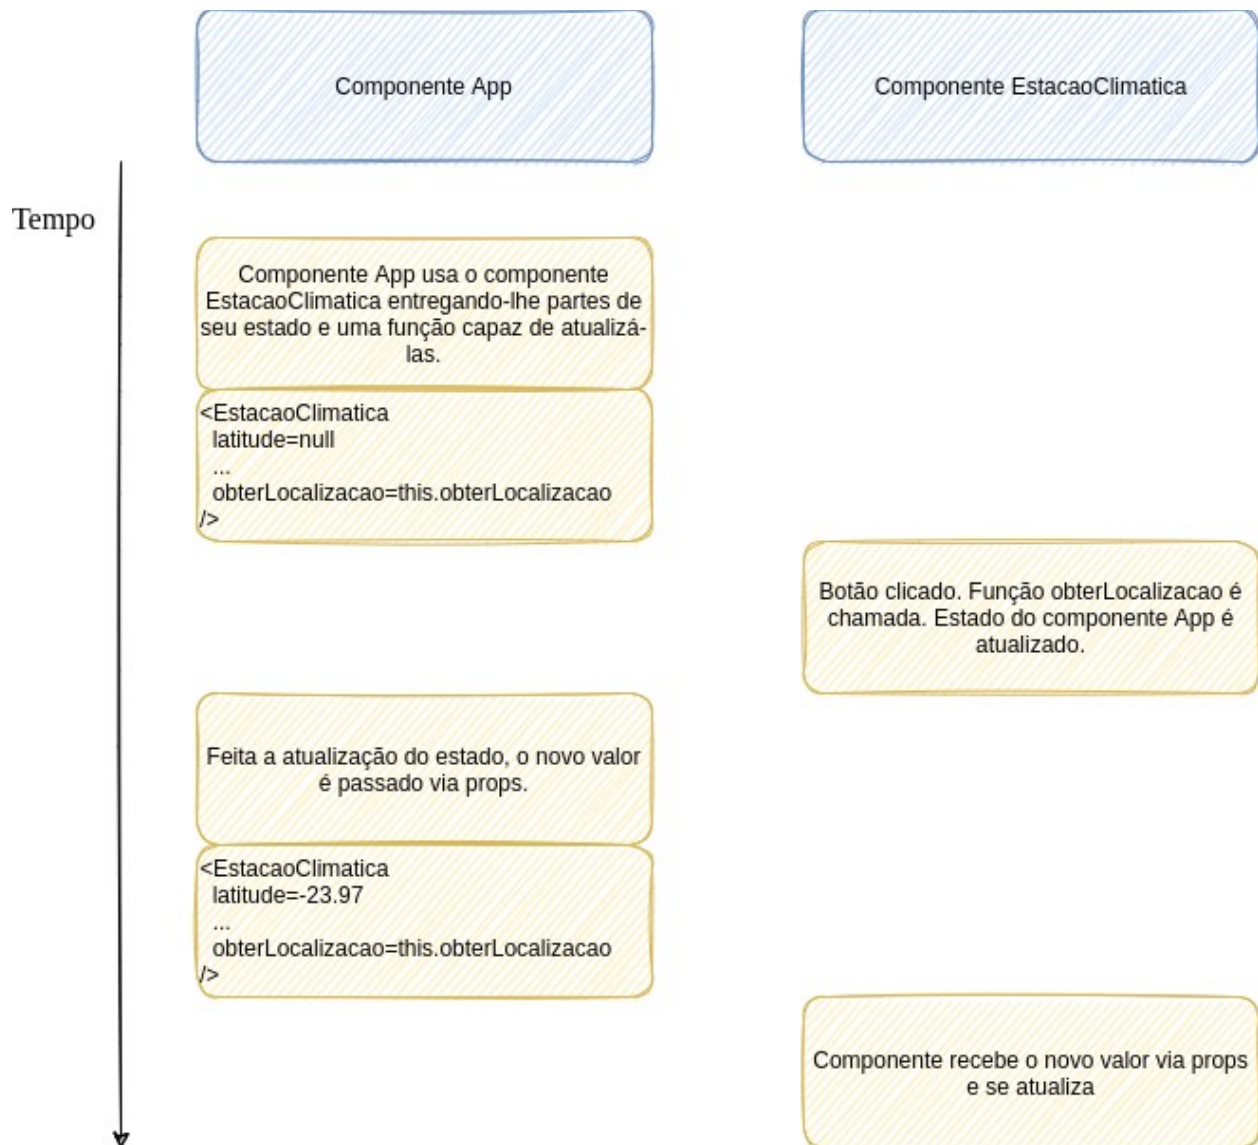 Componente App
Componente EstacaoClimatica
Tempo
Componente App usa o componente
EstacaoClimatica entregando-lhe partes de
seu estado e uma função capaz de atualizá-
las.
<EstacaoClimatica
latitude=null
...
obterLocalizacao=this.obterLocalizacao
/>
Botão clicado. Função obterLocalizacao é
chamada. Estado do componente App é
atualizado.
Feita a atualização do estado, o novo valor
é passado via props.
<EstacaoClimatica
latitude=-23.97
...
obterLocalizacao=this.obterLocalizacao
/>
Componente recebe o novo valor via props
e se atualiza